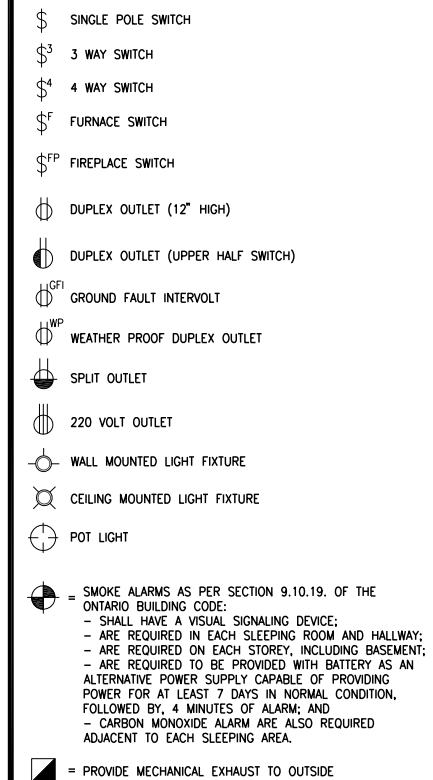 $ SINGLE POLE SWITCH
$3 3 WAY SWITCH
$4 4 WAY SWITCH
$F FURNACE SWITCH
$FP FIREPLACE SWITCH
DUPLEX OUTLET (12" HIGH)
DUPLEX OUTLET (UPPER HALF SWITCH)
GFI GROUND FAULT INTERVOLT
WP WEATHER PROOF DUPLEX OUTLET
SPLIT OUTLET
220 VOLT OUTLET
WALL MOUNTED LIGHT FIXTURE
CEILING MOUNTED LIGHT FIXTURE
POT LIGHT
= SMOKE ALARMS AS PER SECTION 9.10.19. OF THE
ONTARIO BUILDING CODE:
– SHALL HAVE A VISUAL SIGNALING DEVICE;
– ARE REQUIRED IN EACH SLEEPING ROOM AND HALLWAY;
– ARE REQUIRED ON EACH STOREY, INCLUDING BASEMENT;
– ARE REQUIRED TO BE PROVIDED WITH BATTERY AS AN
ALTERNATIVE POWER SUPPLY CAPABLE OF PROVIDING
POWER FOR AT LEAST 7 DAYS IN NORMAL CONDITION,
FOLLOWED BY, 4 MINUTES OF ALARM; AND
– CARBON MONOXIDE ALARM ARE ALSO REQUIRED
ADJACENT TO EACH SLEEPING AREA.
= PROVIDE MECHANICAL EXHAUST TO OUTSIDE